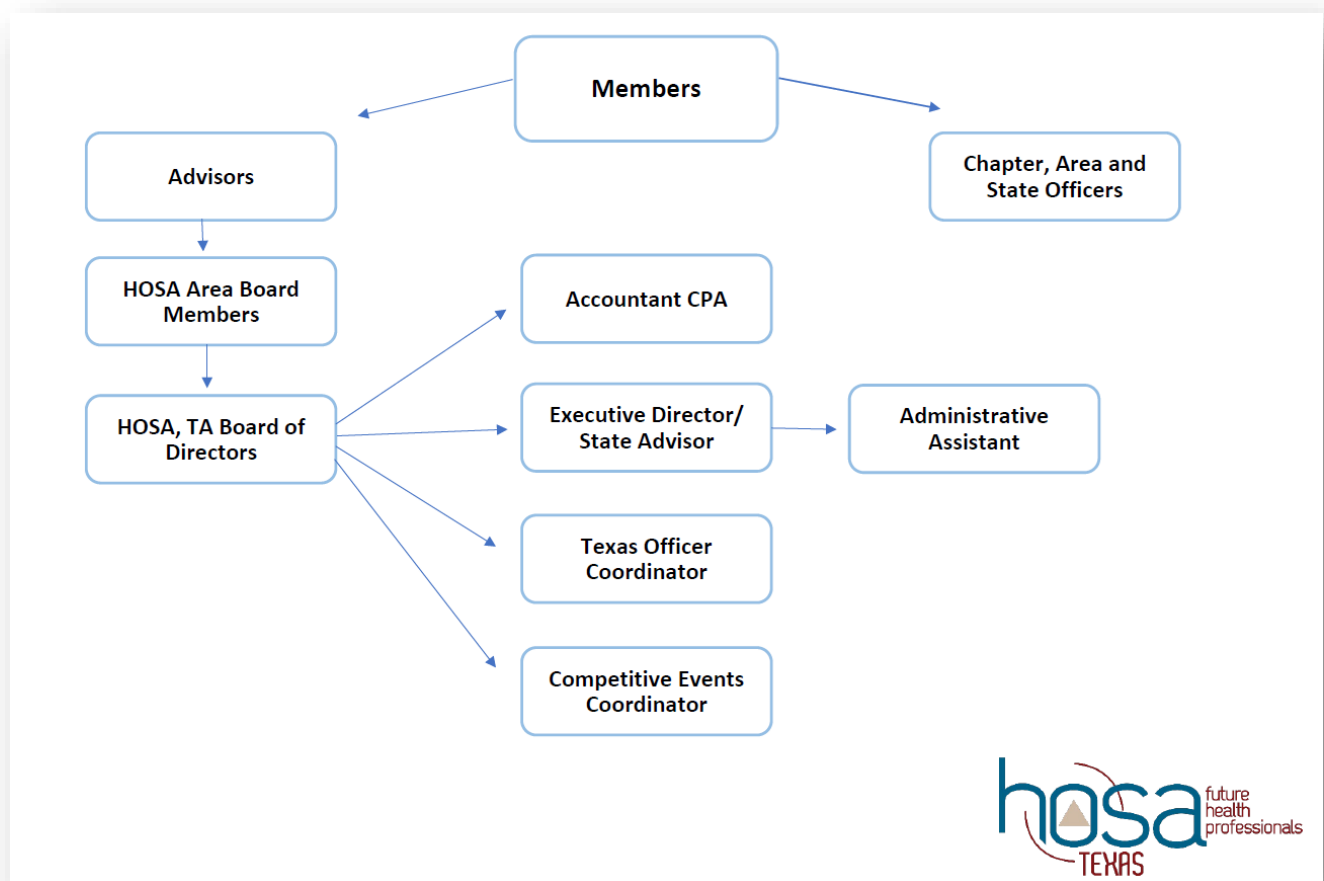 Members
Advisors
Chapter, Area and
State Officers
HOSA Area Board
Members
Accountant CPA
HOSA, TA Board of
Directors
Executive Director/
State Advisor
Administrative
Assistant
Texas Officer
Coordinator
Competitive Events
Coordinator
hosa
future
health
professionals
TEXAS